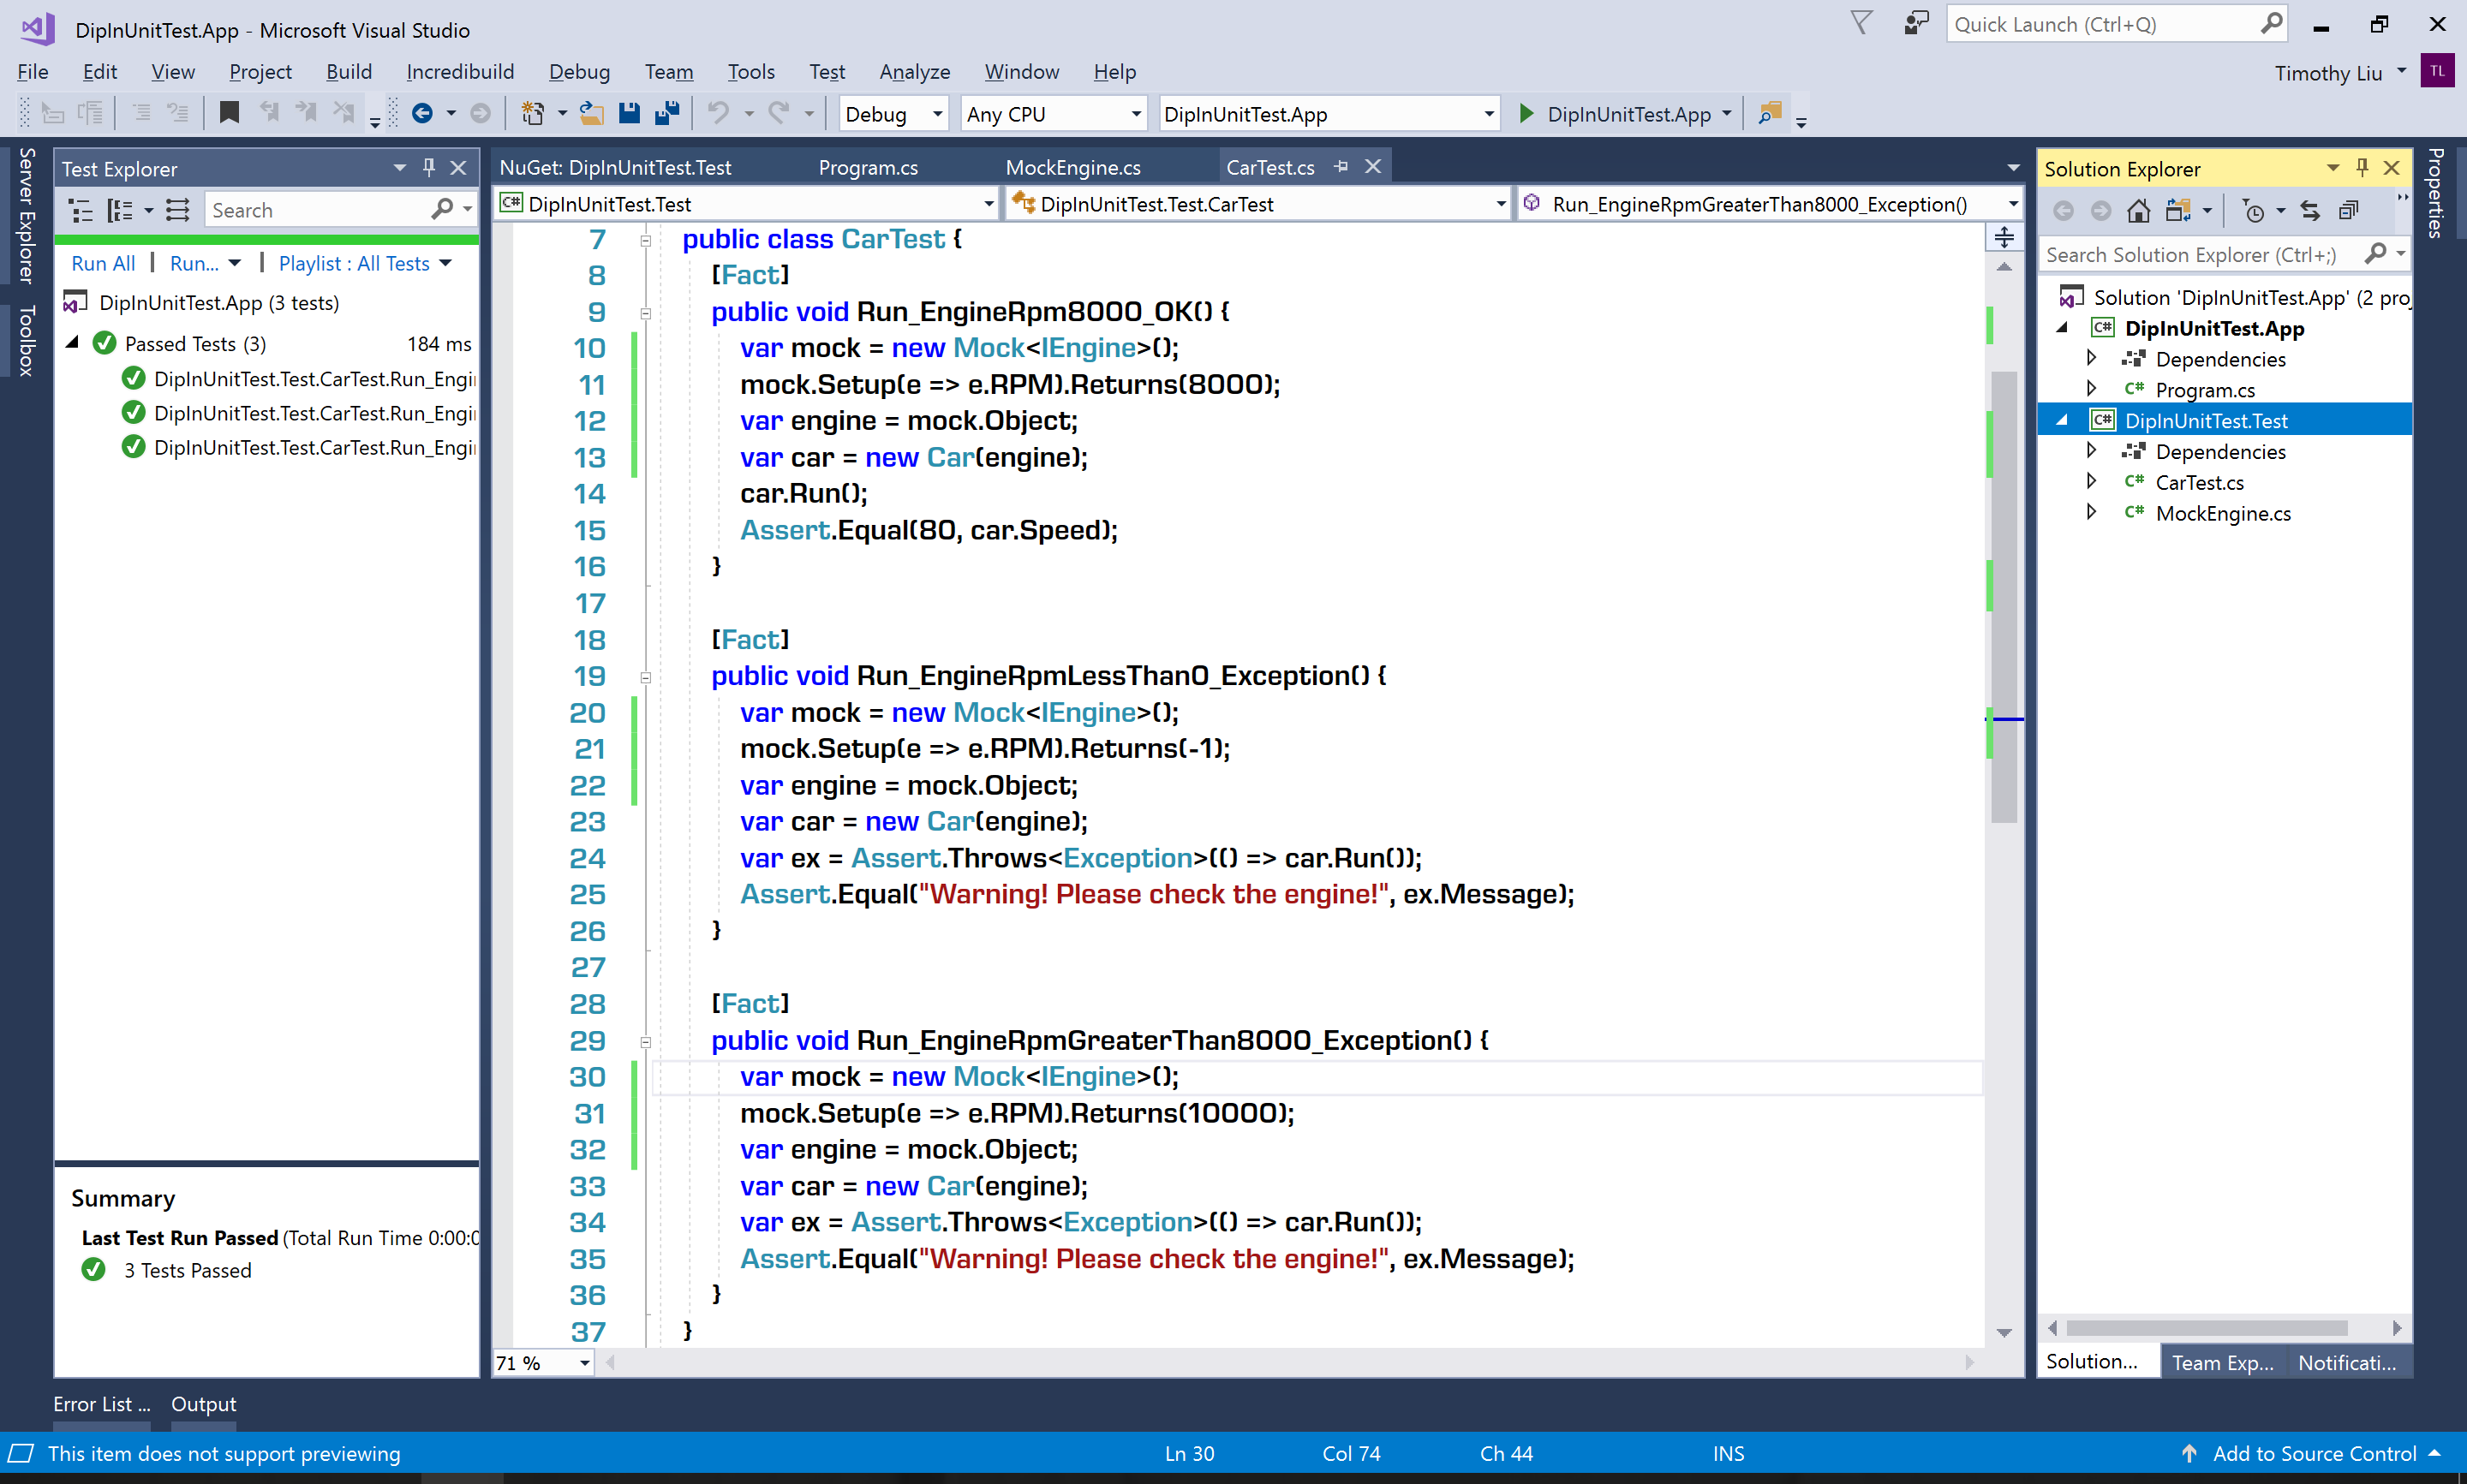 DipInUnitTest.App - Microsoft Visual Studio
Quick Launch (Ctrl+Q)
File Edit View Project Build Incredibuild Debug Team Tools Test Analyze Window Help
Timothy Liu TL
Debug Any CPU DipInUnitTest.App DipInUnitTest.App
Server Explorer
Toolbox
Test Explorer
Search
Run All | Run... | Playlist : All Tests
DipInUnitTest.App (3 tests)
Passed Tests (3) 184 ms
DipInUnitTest.Test.CarTest.Run_Engi
DipInUnitTest.Test.CarTest.Run_Engi
DipInUnitTest.Test.CarTest.Run_Engi
Summary
Last Test Run Passed (Total Run Time 0:00:0
3 Tests Passed
NuGet: DipInUnitTest.Test Program.cs MockEngine.cs CarTest.cs
C# DipInUnitTest.Test DipInUnitTest.Test.CarTest Run_EngineRpmGreaterThan8000_Exception()
7 public class CarTest {
8 [Fact]
9 public void Run_EngineRpm8000_OK() {
10 var mock = new Mock<IEngine>();
11 mock.Setup(e => e.RPM).Returns(8000);
12 var engine = mock.Object;
13 var car = new Car(engine);
14 car.Run();
15 Assert.Equal(80, car.Speed);
16 }
17
18 [Fact]
19 public void Run_EngineRpmLessThan0_Exception() {
20 var mock = new Mock<IEngine>();
21 mock.Setup(e => e.RPM).Returns(-1);
22 var engine = mock.Object;
23 var car = new Car(engine);
24 var ex = Assert.Throws<Exception>(() => car.Run());
25 Assert.Equal("Warning! Please check the engine!", ex.Message);
26 }
27
28 [Fact]
29 public void Run_EngineRpmGreaterThan8000_Exception() {
30 var mock = new Mock<IEngine>();
31 mock.Setup(e => e.RPM).Returns(10000);
32 var engine = mock.Object;
33 var car = new Car(engine);
34 var ex = Assert.Throws<Exception>(() => car.Run());
35 Assert.Equal("Warning! Please check the engine!", ex.Message);
36 }
37 }
71 %
Solution Explorer
Search Solution Explorer (Ctrl+;)
Solution 'DipInUnitTest.App' (2 proj
C# DipInUnitTest.App
Dependencies
C# Program.cs
C# DipInUnitTest.Test
Dependencies
C# CarTest.cs
C# MockEngine.cs
Solution... Team Exp... Notificati...
Properties
Error List ... Output
This item does not support previewing Ln 30 Col 74 Ch 44 INS Add to Source Control